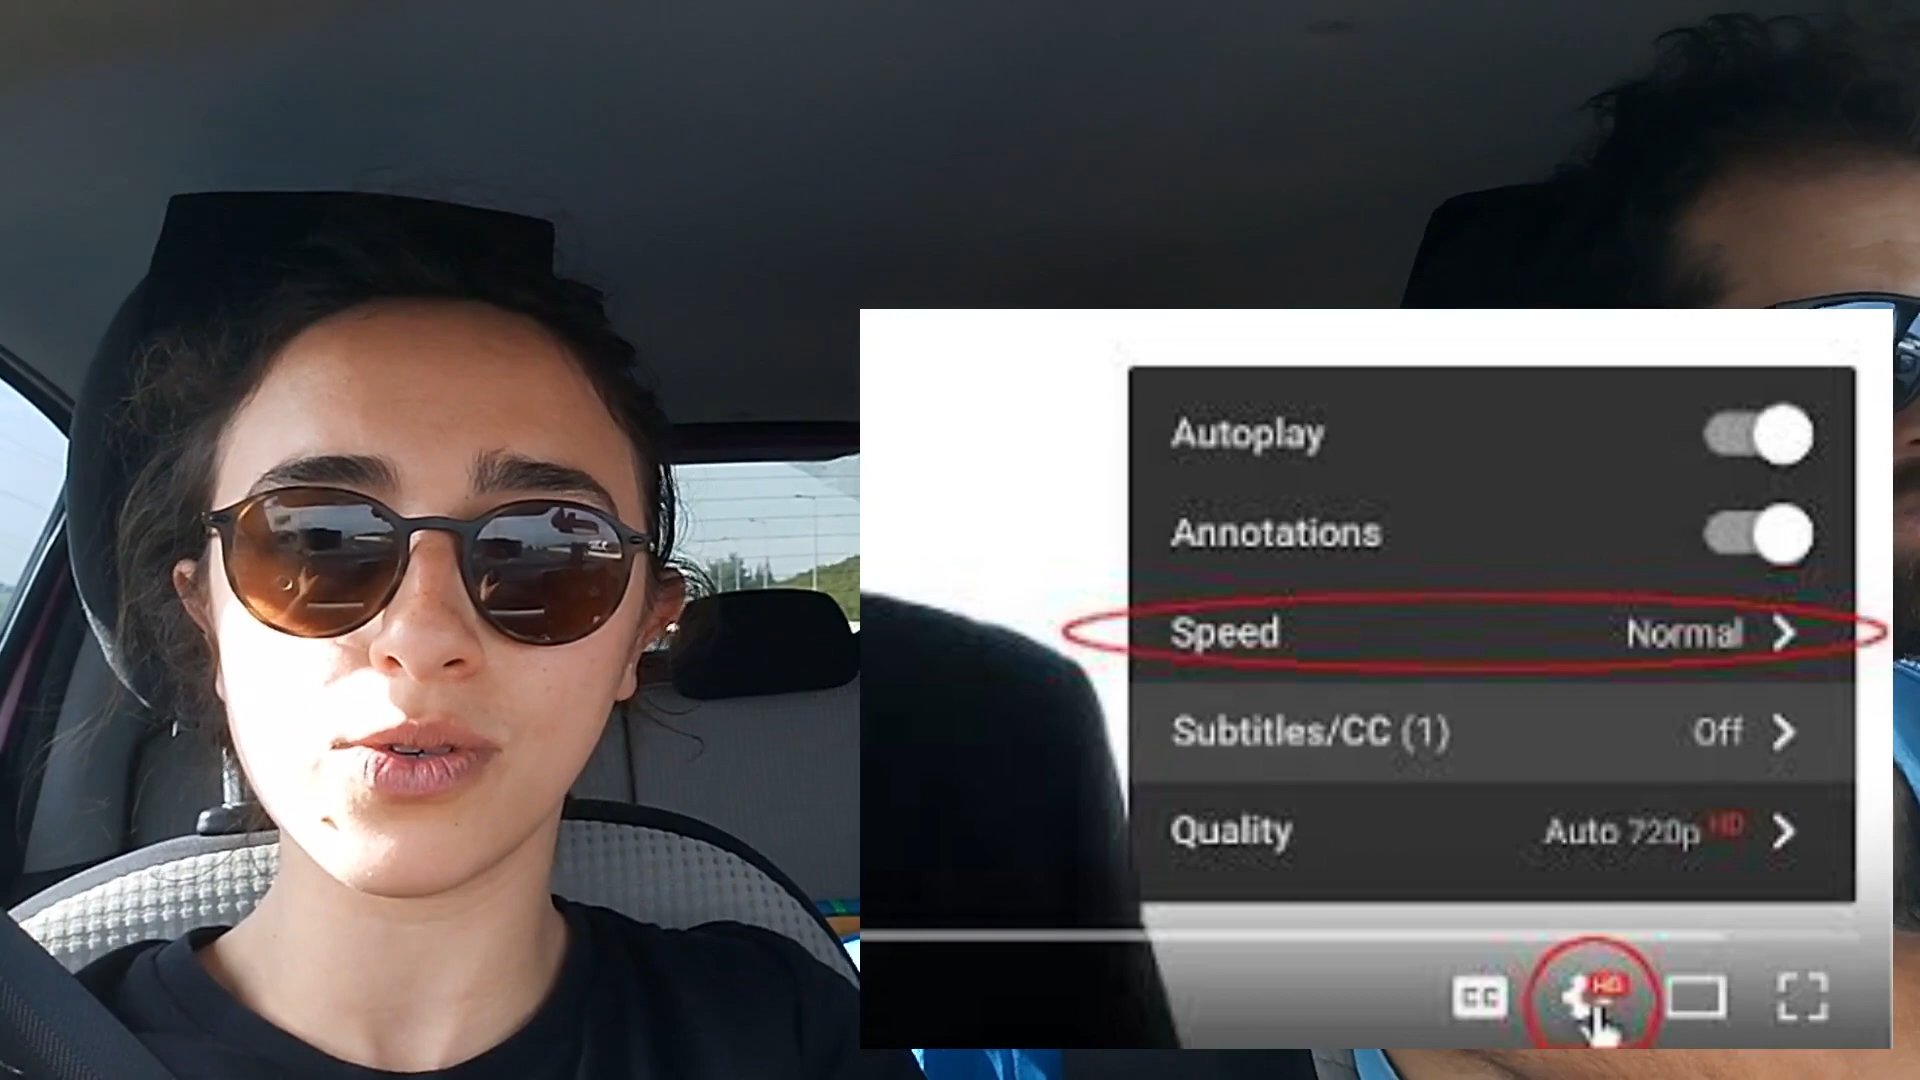 Autoplay
Annotations
Speed Normal
Subtitles/CC (1) Off
Quality Auto 720p HD
CC HD